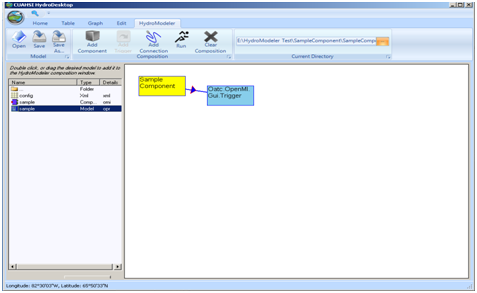 CUAHSI HydroDesktop
Home Table Graph Edit HydroModeler
Open Save Save As... Add Component Trigger Add Connection Run Clear Composition E:\HydroModeler Test\SampleComponent\SampleComp
Model Composition Current Directory
Double click, or drag the desired model to add it to
the HydroModeler composition window.
Name Type Details
.. Folder
config Xml xml
sample Comp... omi
sample Model opr
Sample
Component
Oatc OpenMI
Gui Trigger
Longitude: 82°30'03"W, Latitude: 60°50'33"N